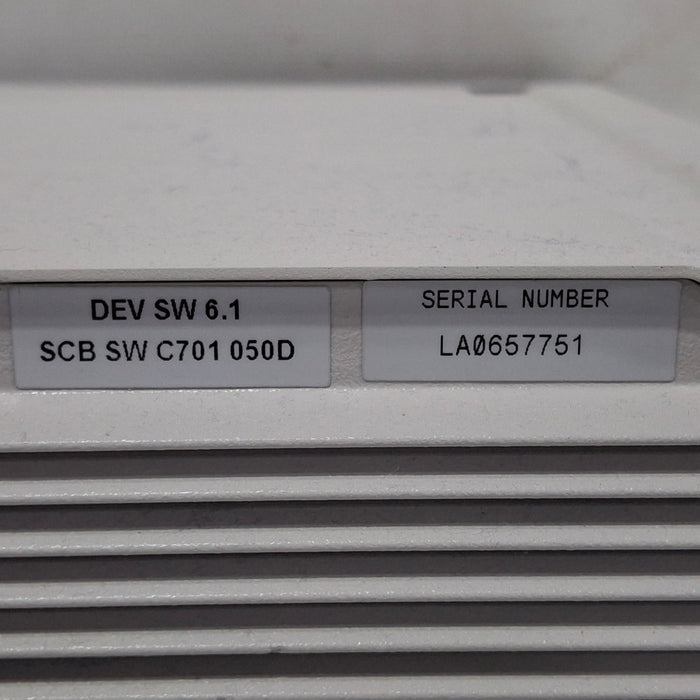 DEV SW 6.1
SCB SW C701 050D
SERIAL NUMBER
LA0657751